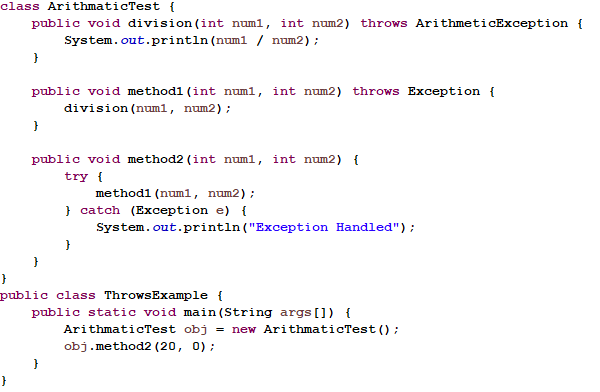 class ArithmaticTest {
    public void division(int num1, int num2) throws ArithmeticException {
        System.out.println(num1 / num2);
    }

    public void method1(int num1, int num2) throws Exception {
        division(num1, num2);
    }

    public void method2(int num1, int num2) {
        try {
            method1(num1, num2);
        } catch (Exception e) {
            System.out.println("Exception Handled");
        }
    }
}
public class ThrowsExample {
    public static void main(String args[]) {
        ArithmaticTest obj = new ArithmaticTest();
        obj.method2(20, 0);
    }
}